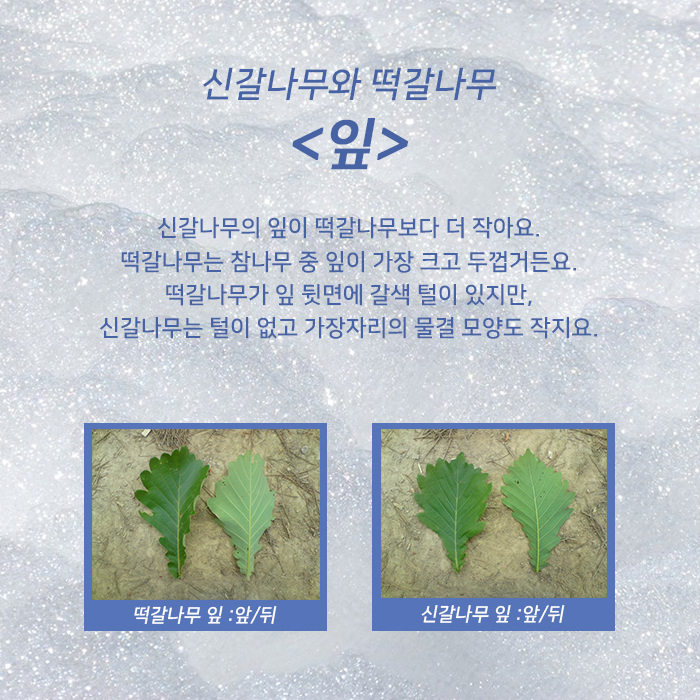 신갈나무와 떡갈나무
<잎>
신갈나무의 잎이 떡갈나무보다 더 작아요.
떡갈나무는 참나무 중 잎이 가장 크고 두껍거든요.
떡갈나무가 잎 뒷면에 갈색 털이 있지만,
신갈나무는 털이 없고 가장자리의 물결 모양도 작지요.
떡갈나무 잎 :앞/뒤
신갈나무 잎 :앞/뒤